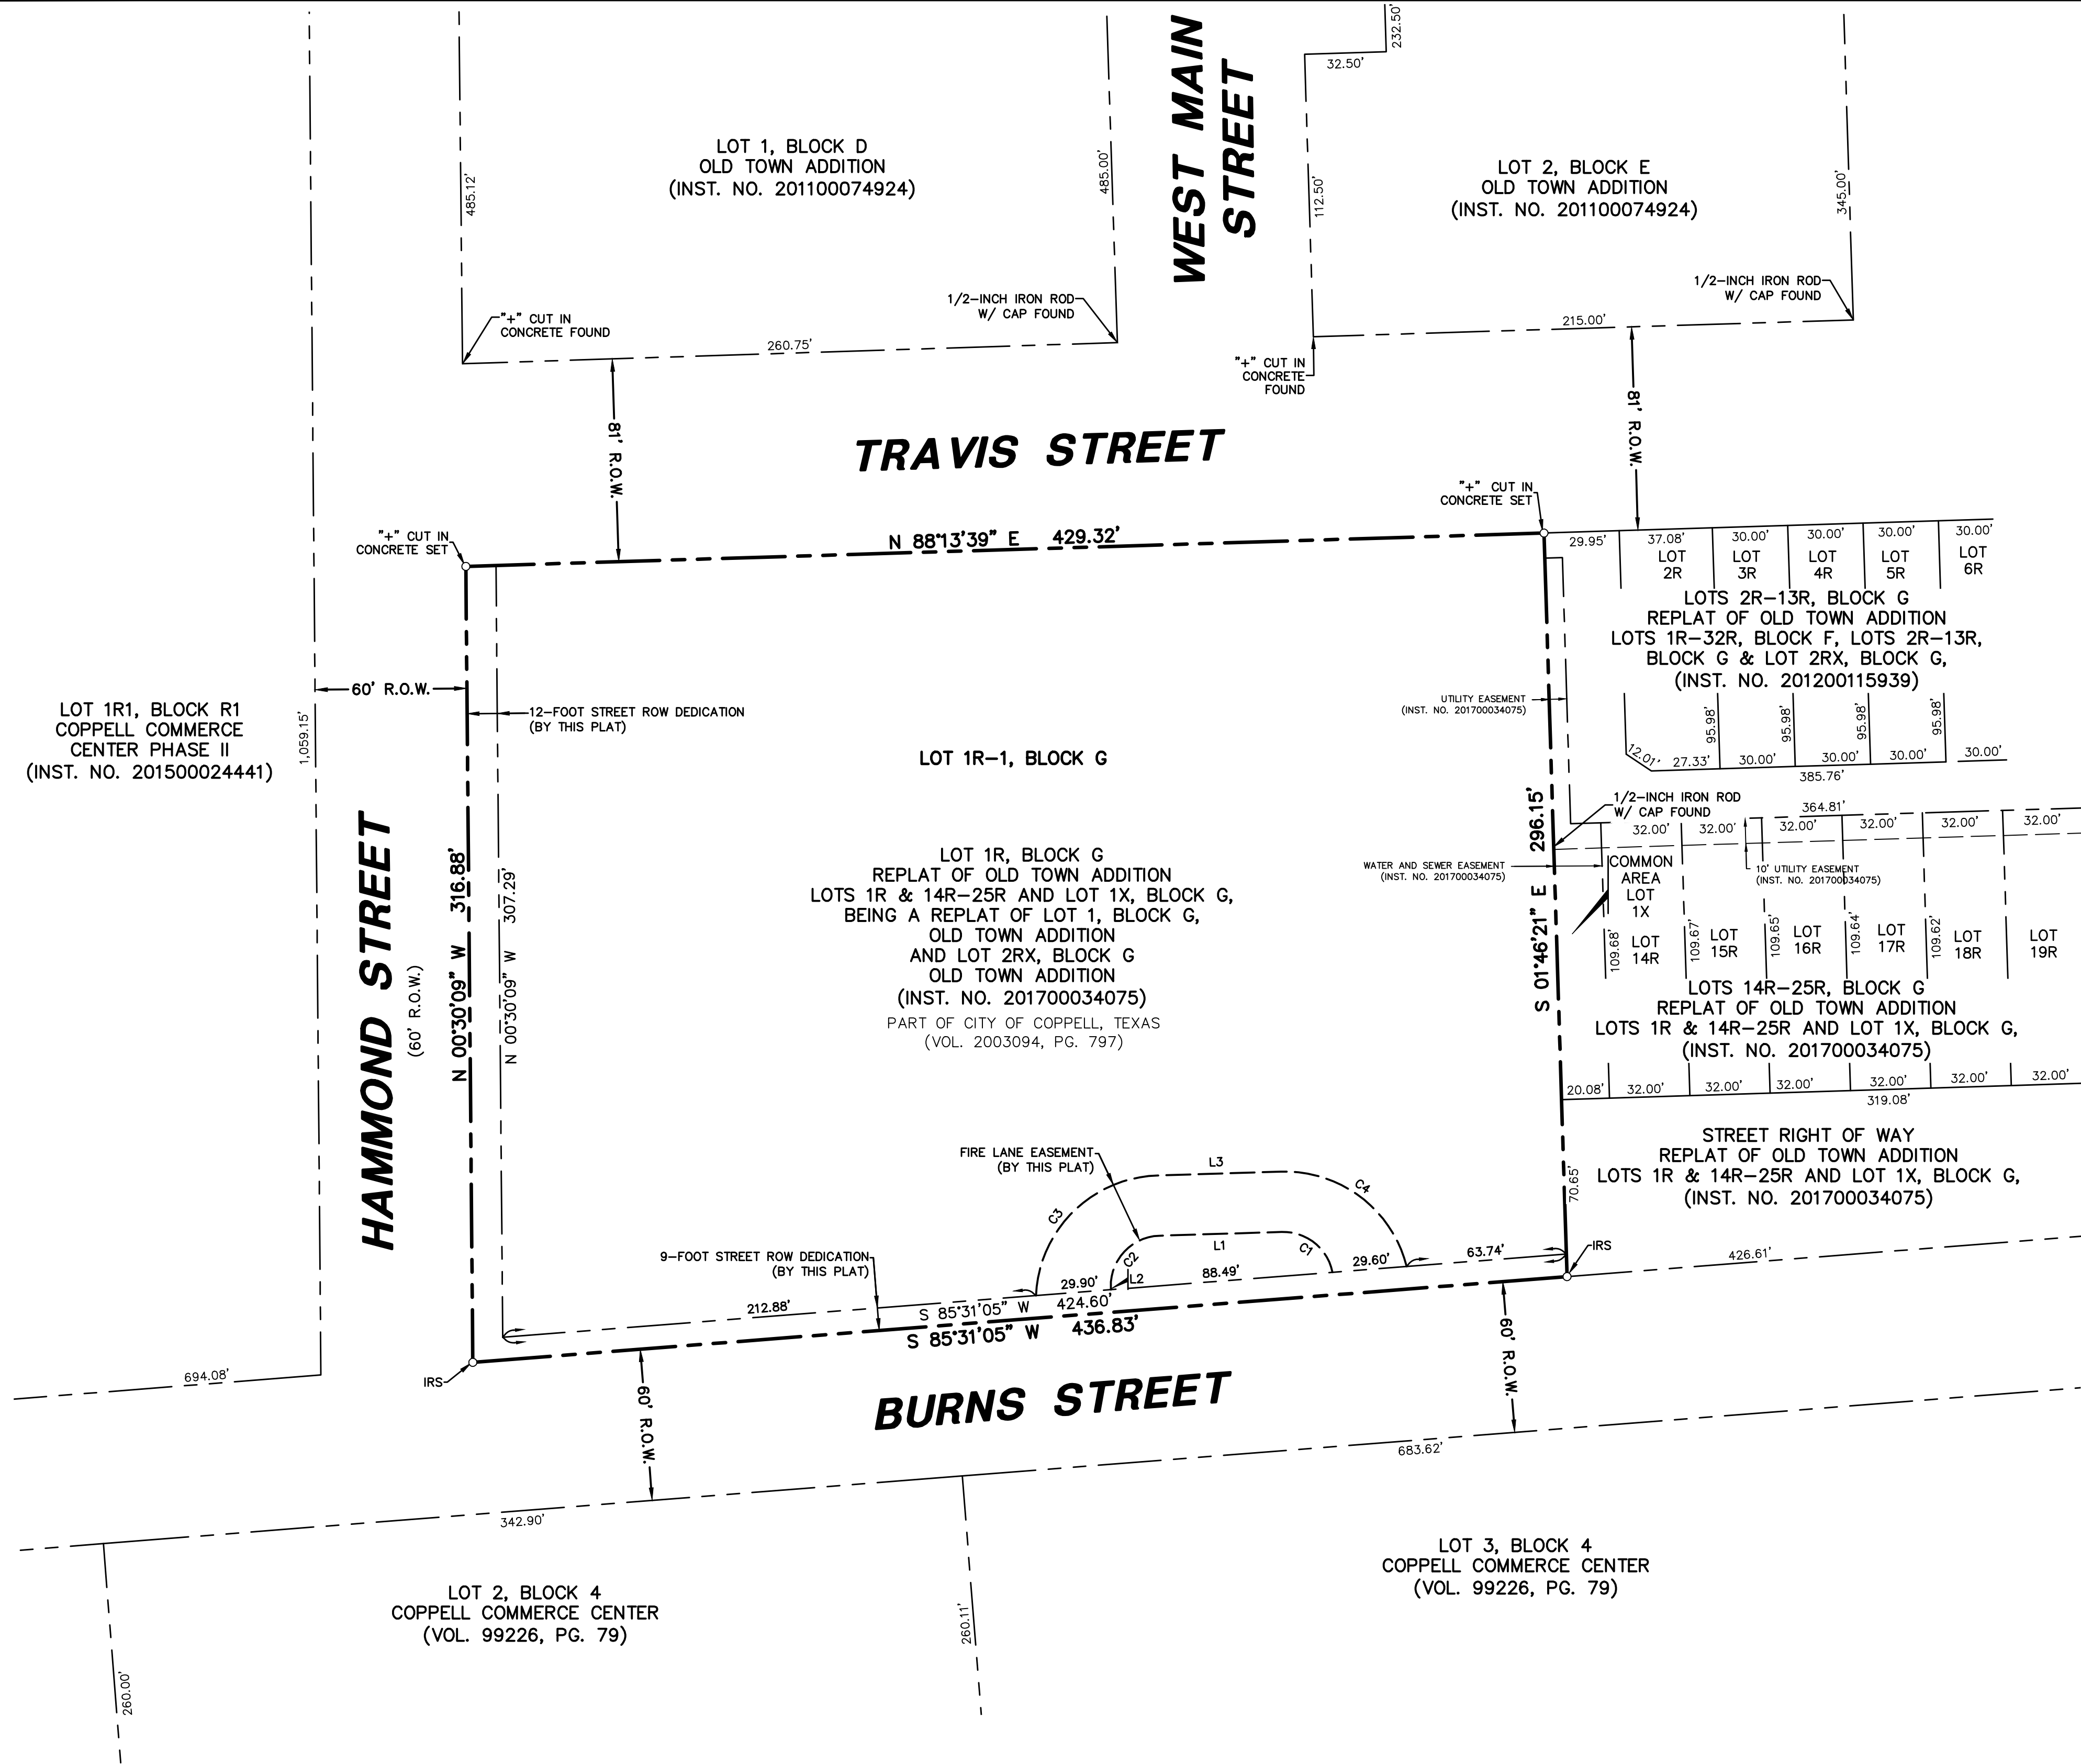 WEST MAIN
STREET
232.50'
32.50'
485.12'
LOT 1, BLOCK D
OLD TOWN ADDITION
(INST. NO. 201100074924)
485.00'
112.50'
LOT 2, BLOCK E
OLD TOWN ADDITION
(INST. NO. 201100074924)
345.00'
"+" CUT IN
CONCRETE FOUND
1/2-INCH IRON ROD
W/ CAP FOUND
1/2-INCH IRON ROD
W/ CAP FOUND
260.75'
215.00'
"+" CUT IN
CONCRETE
FOUND
81' R.O.W.
81' R.O.W.
TRAVIS STREET
"+" CUT IN
CONCRETE SET
"+" CUT IN
CONCRETE SET
N 88°13'39" E 429.32'
29.95'
37.08'
30.00'
30.00'
30.00'
30.00'
LOT
2R
LOT
3R
LOT
4R
LOT
5R
LOT
6R
LOTS 2R-13R, BLOCK G
REPLAT OF OLD TOWN ADDITION
LOTS 1R-32R, BLOCK F, LOTS 2R-13R,
BLOCK G & LOT 2RX, BLOCK G,
(INST. NO. 201200115939)
60' R.O.W.
12-FOOT STREET ROW DEDICATION
(BY THIS PLAT)
UTILITY EASEMENT
(INST. NO. 201700034075)
LOT 1R1, BLOCK R1
COPPELL COMMERCE
CENTER PHASE II
(INST. NO. 201500024441)
1,059.15'
LOT 1R-1, BLOCK G
95.98'
95.98'
95.98'
95.98'
12.01'
27.33'
30.00'
30.00'
30.00'
30.00'
385.76'
HAMMOND STREET
(60' R.O.W.)
N 00°30'09" W 316.88'
N 00°30'09" W 307.29'
S 01°46'21" E 296.15'
1/2-INCH IRON ROD
W/ CAP FOUND
364.81'
32.00'
32.00'
32.00'
32.00'
32.00'
32.00'
WATER AND SEWER EASEMENT
(INST. NO. 201700034075)
COMMON
AREA
LOT
1X
10' UTILITY EASEMENT
(INST. NO. 201700034075)
LOT 1R, BLOCK G
REPLAT OF OLD TOWN ADDITION
LOTS 1R & 14R-25R AND LOT 1X, BLOCK G,
BEING A REPLAT OF LOT 1, BLOCK G,
OLD TOWN ADDITION
AND LOT 2RX, BLOCK G
OLD TOWN ADDITION
(INST. NO. 201700034075)
PART OF CITY OF COPPELL, TEXAS
(VOL. 2003094, PG. 797)
109.68'
LOT
14R
109.67'
LOT
15R
109.65'
LOT
16R
109.64'
LOT
17R
109.62'
LOT
18R
LOT
19R
LOTS 14R-25R, BLOCK G
REPLAT OF OLD TOWN ADDITION
LOTS 1R & 14R-25R AND LOT 1X, BLOCK G,
(INST. NO. 201700034075)
20.08'
32.00'
32.00'
32.00'
32.00'
32.00'
32.00'
319.08'
STREET RIGHT OF WAY
REPLAT OF OLD TOWN ADDITION
LOTS 1R & 14R-25R AND LOT 1X, BLOCK G,
(INST. NO. 201700034075)
70.65'
FIRE LANE EASEMENT
(BY THIS PLAT)
L3
C3
C4
C2
L1
C1
L2
9-FOOT STREET ROW DEDICATION
(BY THIS PLAT)
212.88'
29.90'
88.49'
29.60'
63.74'
IRS
426.61'
S 85°31'05" W 424.60'
S 85°31'05" W 436.83'
IRS
694.08'
60' R.O.W.
60' R.O.W.
BURNS STREET
683.62'
342.90'
LOT 2, BLOCK 4
COPPELL COMMERCE CENTER
(VOL. 99226, PG. 79)
260.00'
260.11'
LOT 3, BLOCK 4
COPPELL COMMERCE CENTER
(VOL. 99226, PG. 79)